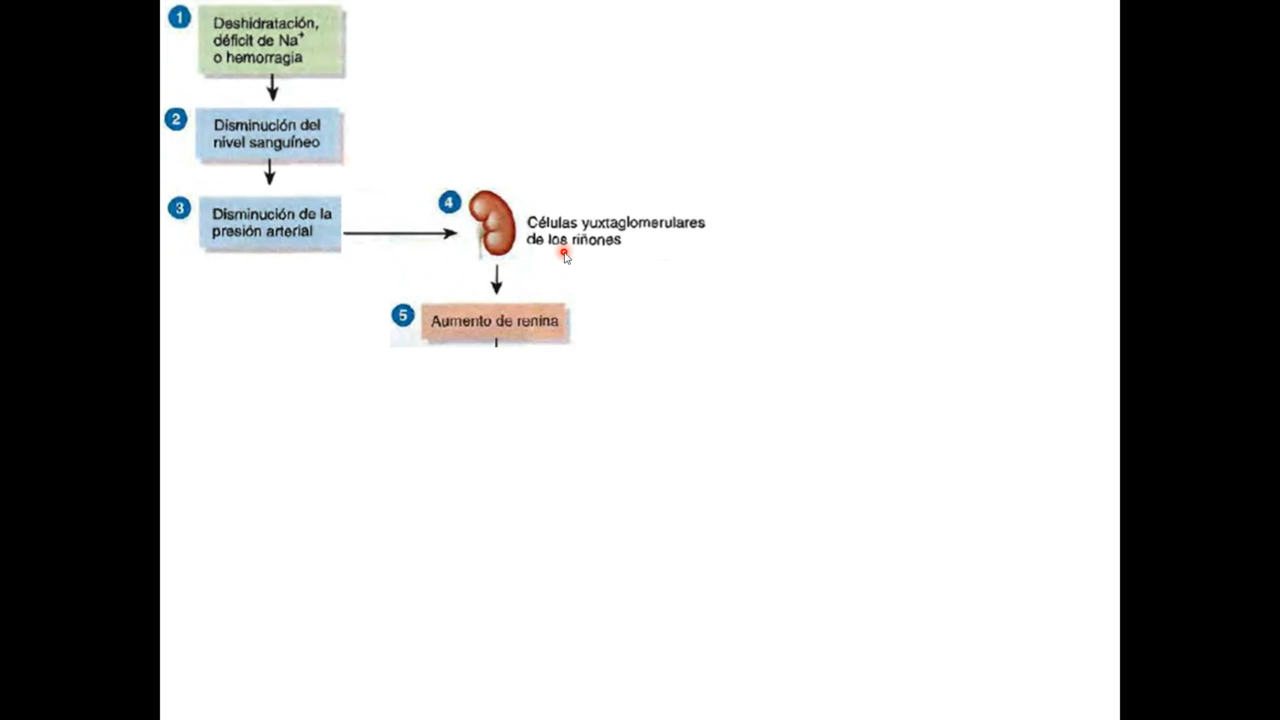 1
Deshidratación,
déficit de Na+
o hemorragia
2
Disminución del
nivel sanguíneo
3
Disminución de la
presión arterial
4
Células yuxtaglomerulares
de los riñones
5
Aumento de renina